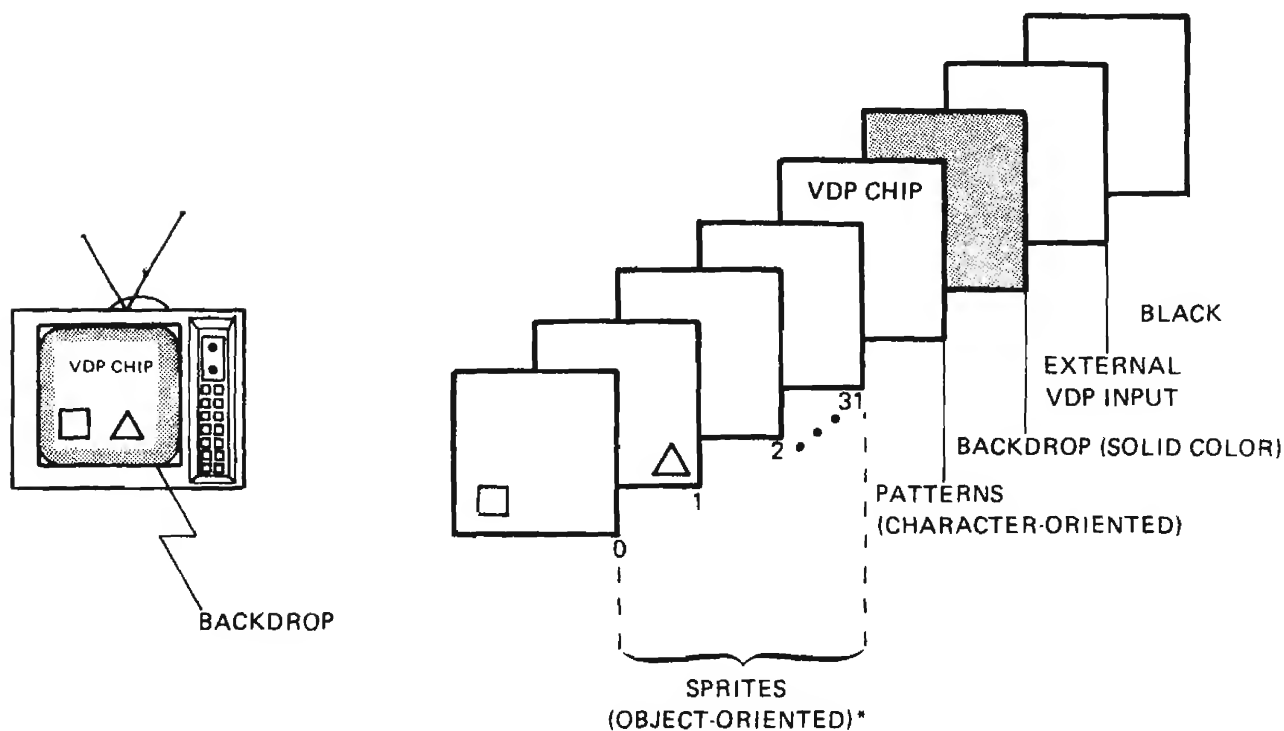 VDP CHIP
BACKDROP
VDP CHIP
0
1
2
31
BLACK
EXTERNAL
VDP INPUT
BACKDROP (SOLID COLOR)
PATTERNS
(CHARACTER-ORIENTED)
SPRITES
(OBJECT-ORIENTED)*